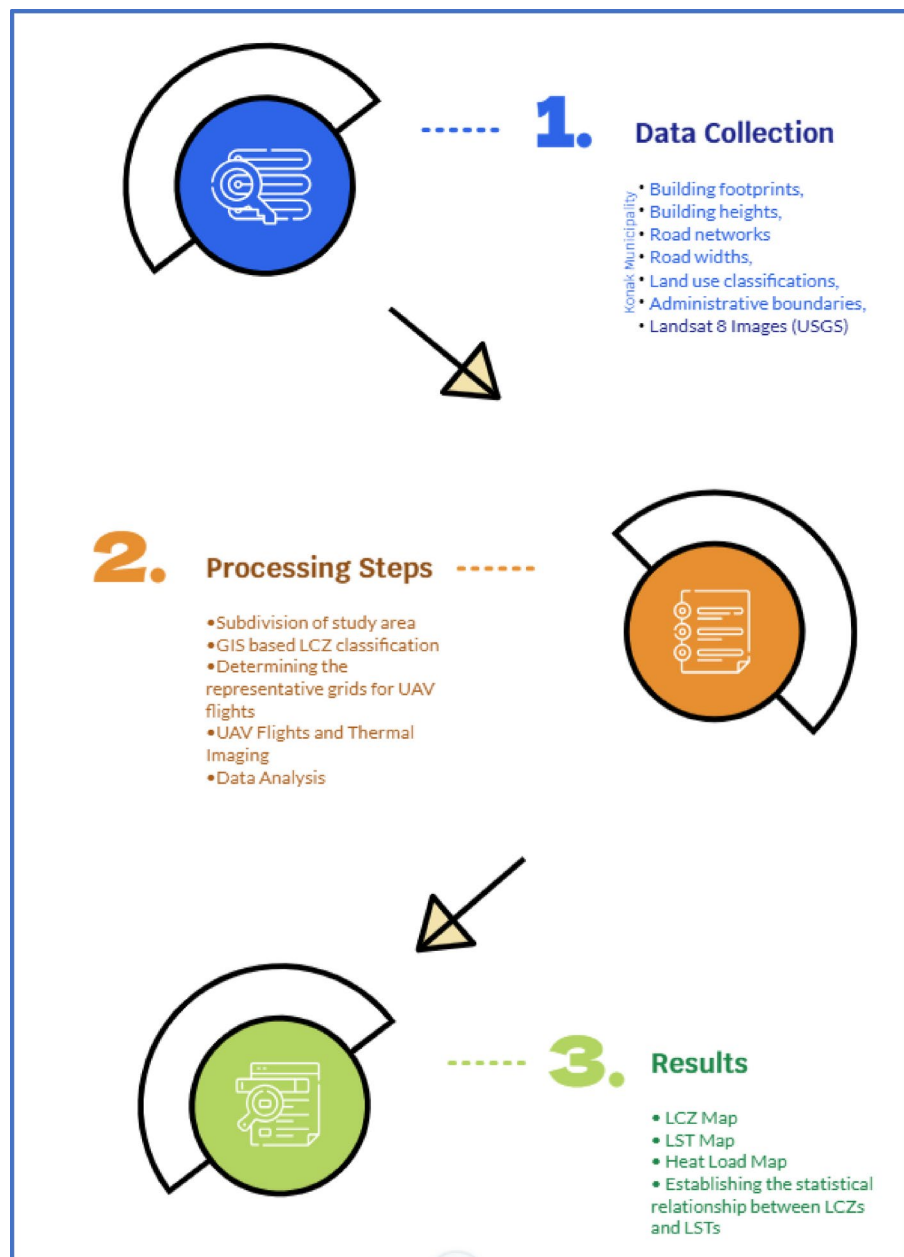 1.
Data Collection
Konak Municipality
• Building footprints,
• Building heights,
• Road networks
• Road widths,
• Land use classifications,
• Administrative boundaries,
• Landsat 8 Images (USGS)
2.
Processing Steps
•Subdivision of study area
•GIS based LCZ classification
•Determining the
representative grids for UAV
flights
•UAV Flights and Thermal
Imaging
•Data Analysis
3.
Results
• LCZ Map
• LST Map
• Heat Load Map
• Establishing the statistical
relationship between LCZs
and LSTs